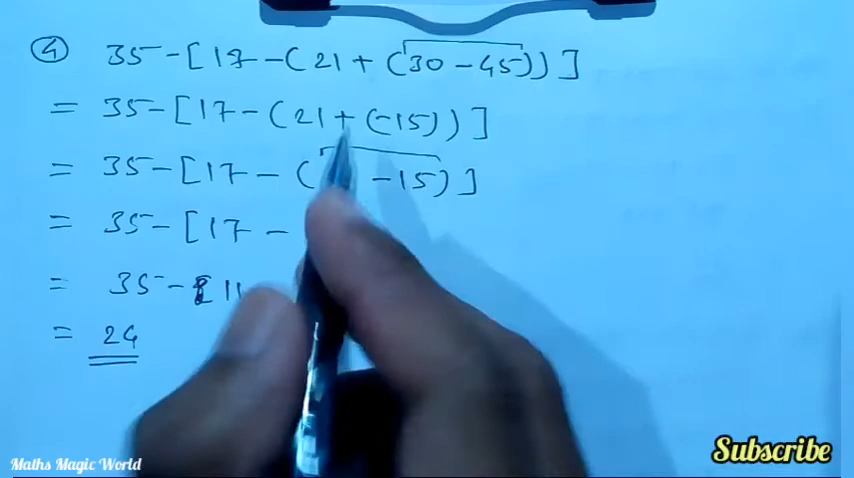 ④ 35-[17-(21+(30-45))]
= 35-[17-(21+(-15))]
= 35-[17-( -15)]
= 35-[17-
= 35-[11
= 24
Subscribe
Maths Magic World